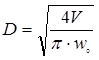 D = √(4V / (π · w₀))